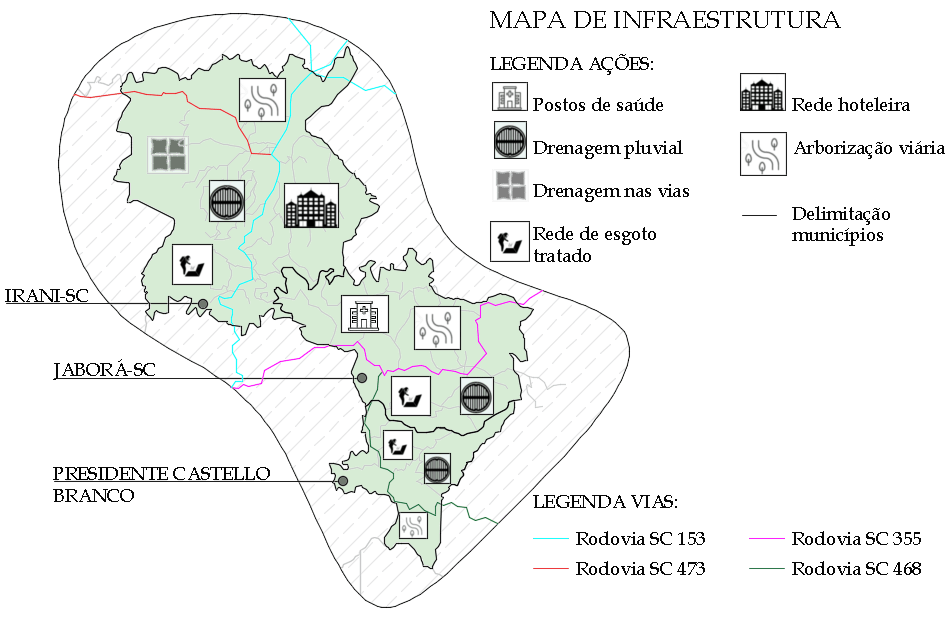 MAPA DE INFRAESTRUTURA
LEGENDA AÇÕES:
Postos de saúde
Drenagem pluvial
Drenagem nas vias
Rede de esgoto
tratado
Rede hoteleira
Arborização viária
Delimitação
municípios
IRANI-SC
JABORÁ-SC
PRESIDENTE CASTELLO
BRANCO
LEGENDA VIAS:
Rodovia SC 153
Rodovia SC 473
Rodovia SC 355
Rodovia SC 468